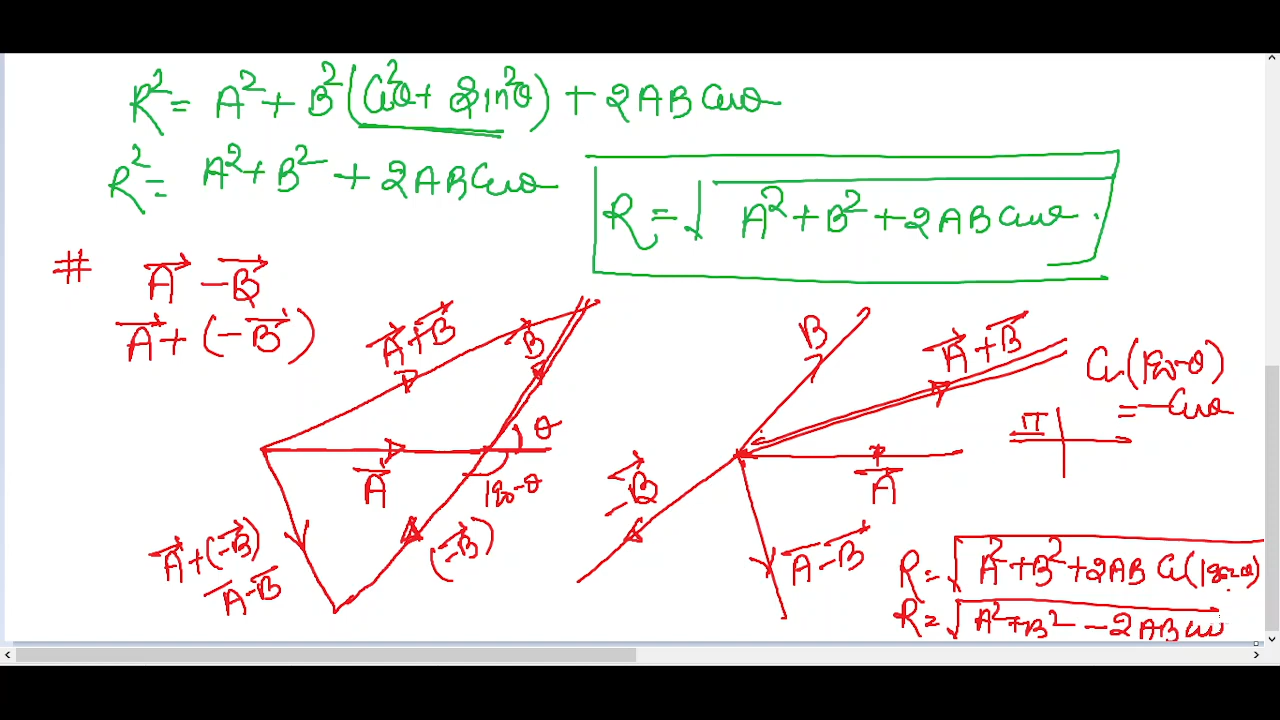 R² = A² + B² (Cos²θ + Sin²θ) + 2AB Cosθ
R² = A² + B² + 2AB Cosθ
R = √A² + B² + 2AB Cosθ .
# A⃗ - B⃗
A⃗ + (-B⃗)
A⃗+B⃗
B⃗
θ
A⃗
180-θ
(-B⃗)
A⃗+(-B⃗)
A⃗-B⃗
B
A⃗+B⃗
A⃗
-B⃗
A⃗-B⃗
Cos(180-θ)
= -Cosθ
π
R = √A²+B²+2AB Cos(180-θ)
R = √A²+B² - 2AB Cos